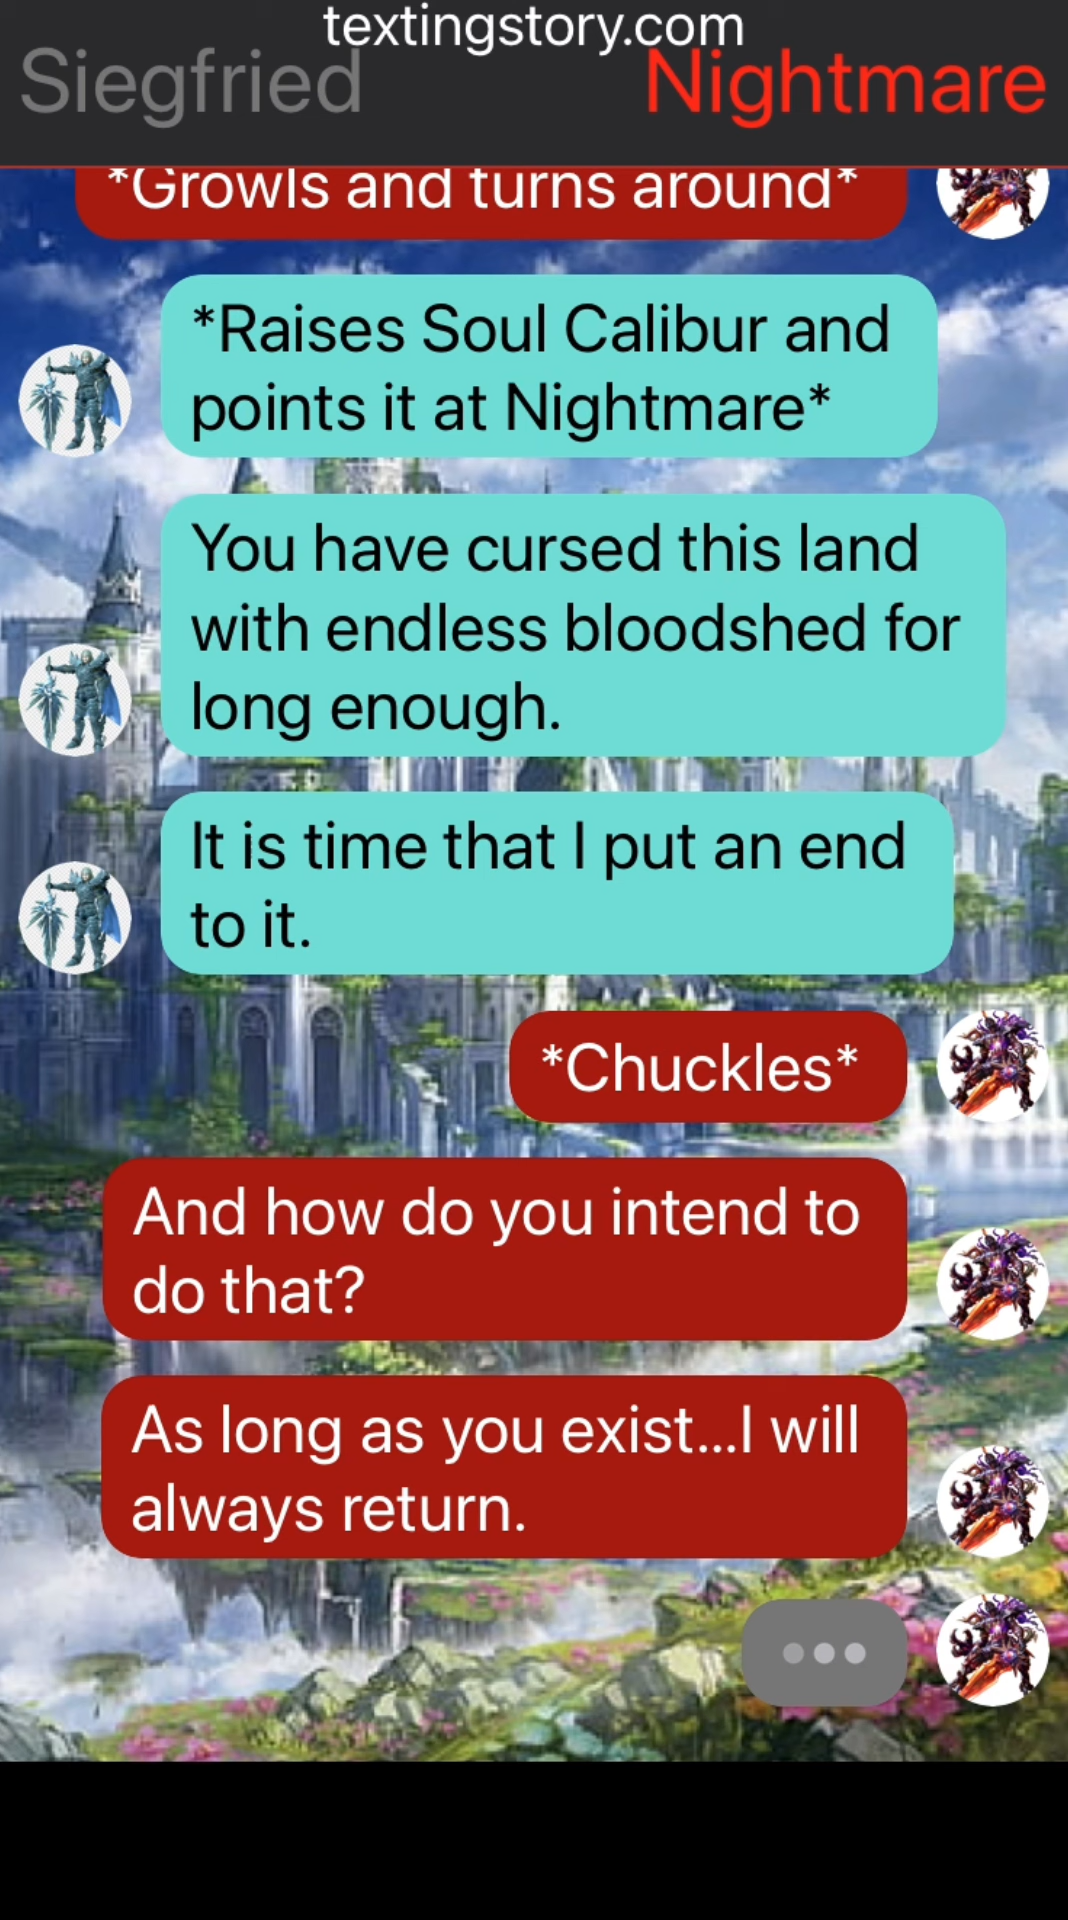 textingstory.com
Siegfried Nightmare
*Growls and turns around*
*Raises Soul Calibur and
points it at Nightmare*
You have cursed this land
with endless bloodshed for
long enough.
It is time that I put an end
to it.
*Chuckles*
And how do you intend to
do that?
As long as you exist...I will
always return.